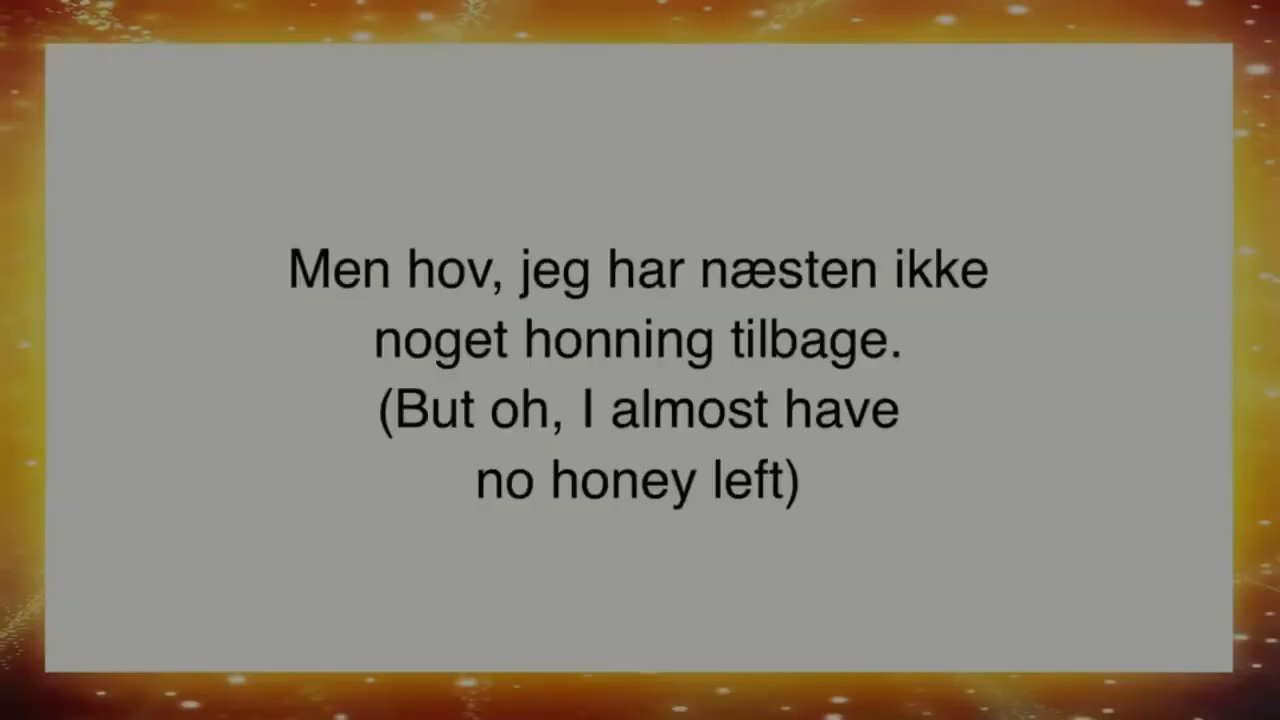 Men hov, jeg har næsten ikke
noget honning tilbage.
(But oh, I almost have
no honey left)